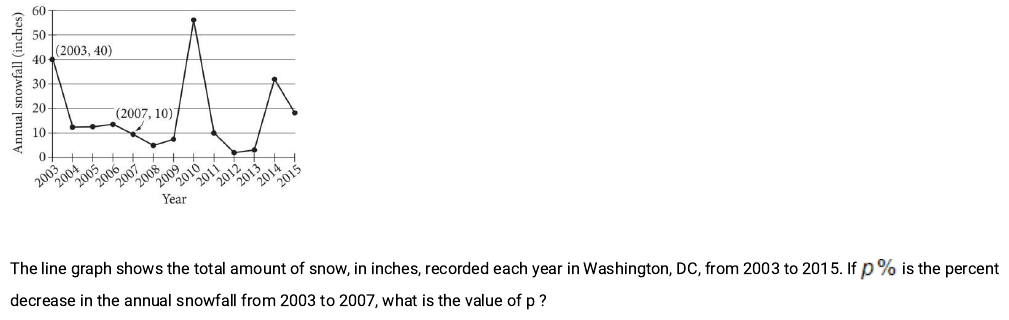 Annual snowfall (inches)
60
50
40
30
20
10
0
(2003, 40)
(2007, 10)
2003 2004 2005 2006 2007 2008 2009 2010 2011 2012 2013 2014 2015
Year
The line graph shows the total amount of snow, in inches, recorded each year in Washington, DC, from 2003 to 2015. If p% is the percent
decrease in the annual snowfall from 2003 to 2007, what is the value of p ?